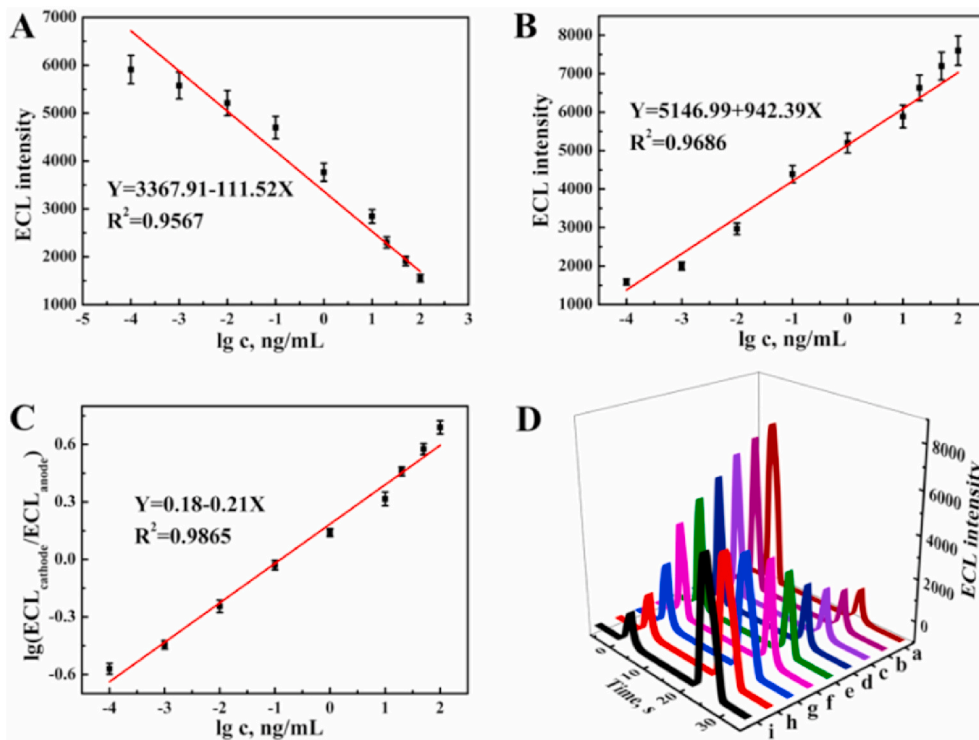 A
7000
6000
5000
4000
3000
2000
1000
ECL intensity
Y=3367.91-111.52X
R²=0.9567
-5 -4 -3 -2 -1 0 1 2 3
lg c, ng/mL
B
8000
7000
6000
5000
4000
3000
2000
1000
ECL intensity
Y=5146.99+942.39X
R²=0.9686
-4 -3 -2 -1 0 1 2
lg c, ng/mL
C
0.6
0.3
0.0
-0.3
-0.6
lg(ECLcathode/ECLanode)
Y=0.18-0.21X
R²=0.9865
-4 -3 -2 -1 0 1 2
lg c, ng/mL
D
8000
6000
4000
2000
0
ECL intensity
0 10 20 30
Time, s
i h g f e d c b a